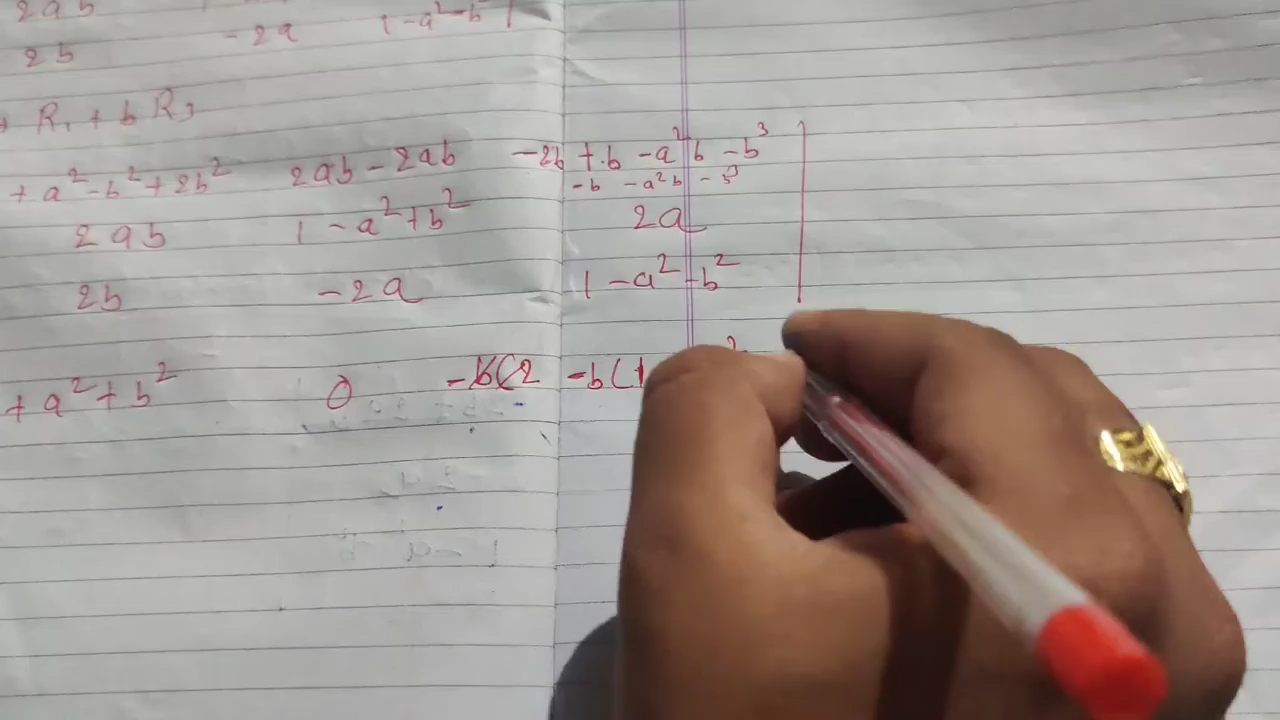 2ab
2b -2a 1-a²-b²
R₁ + b R₃
+a²-b²+2b² 2ab - 2ab -2b + b - a²b - b³
-b - a²b - b³
2ab 1-a²+b² 2a
2b -2a 1-a²-b²
+a²+b² 0 -b(2 -b(1 ²